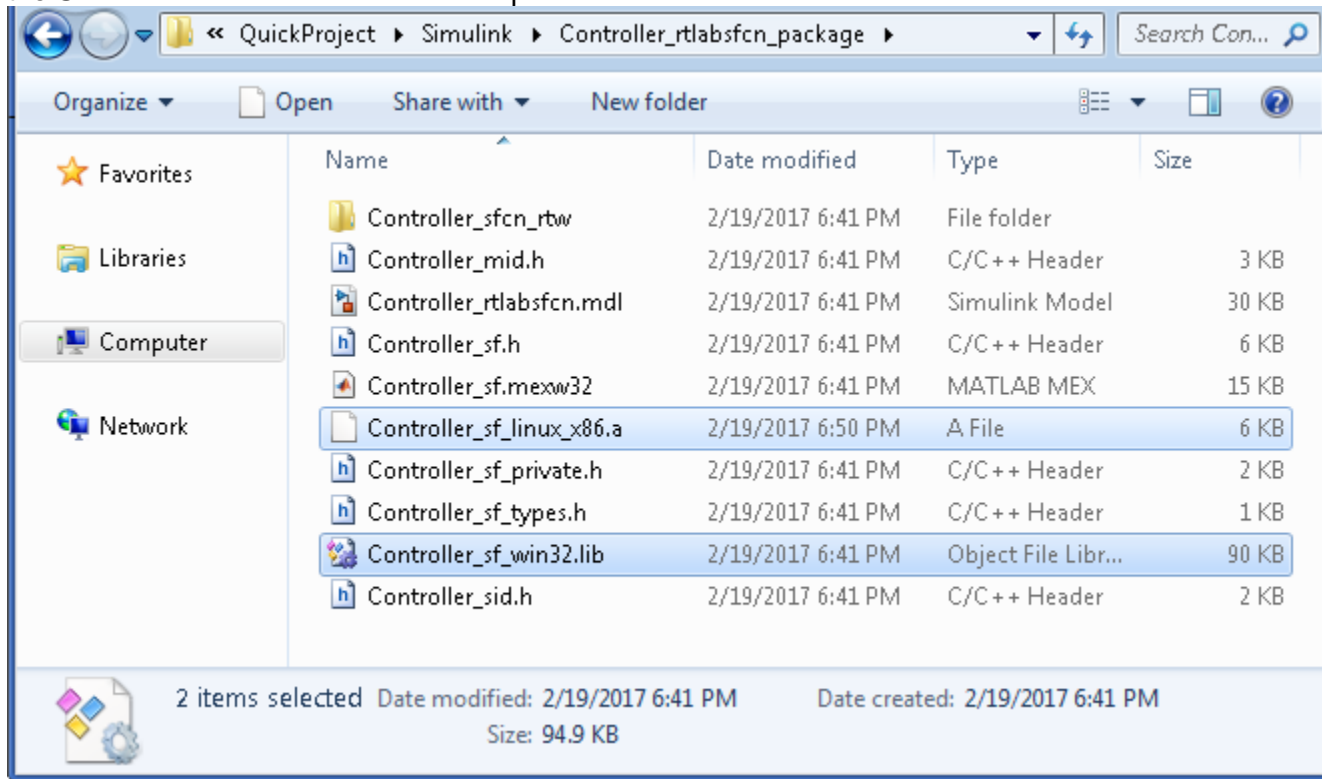 « QuickProject ▸ Simulink ▸ Controller_rtlabsfcn_package ▸ Search Con...
Organize ▾ Open Share with ▾ New folder
Favorites
Libraries
Computer
Network
Name Date modified Type Size
Controller_sfcn_rtw 2/19/2017 6:41 PM File folder
Controller_mid.h 2/19/2017 6:41 PM C/C++ Header 3 KB
Controller_rtlabsfcn.mdl 2/19/2017 6:41 PM Simulink Model 30 KB
Controller_sf.h 2/19/2017 6:41 PM C/C++ Header 6 KB
Controller_sf.mexw32 2/19/2017 6:41 PM MATLAB MEX 15 KB
Controller_sf_linux_x86.a 2/19/2017 6:50 PM A File 6 KB
Controller_sf_private.h 2/19/2017 6:41 PM C/C++ Header 2 KB
Controller_sf_types.h 2/19/2017 6:41 PM C/C++ Header 1 KB
Controller_sf_win32.lib 2/19/2017 6:41 PM Object File Libr... 90 KB
Controller_sid.h 2/19/2017 6:41 PM C/C++ Header 2 KB
2 items selected Date modified: 2/19/2017 6:41 PM Date created: 2/19/2017 6:41 PM
Size: 94.9 KB